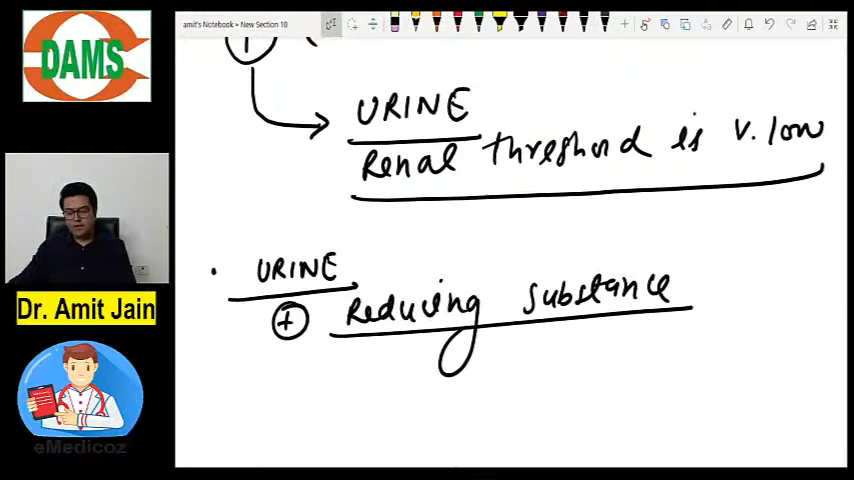 amit's Notebook > New Section 10
DAMS
URINE
Renal threshold is v. low
• URINE
+ Reducing substance
Dr. Amit Jain
eMedicoz